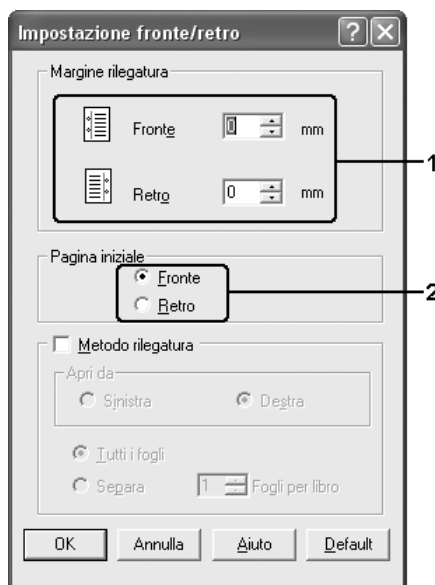 Impostazione fronte/retro
Margine rilegatura
Fronte 0 mm
1
Retro 0 mm
Pagina iniziale
Fronte
2
Retro
Metodo rilegatura
Apri da
Sinistra Destra
Tutti i fogli
Separa 1 Fogli per libro
OK Annulla Aiuto Default